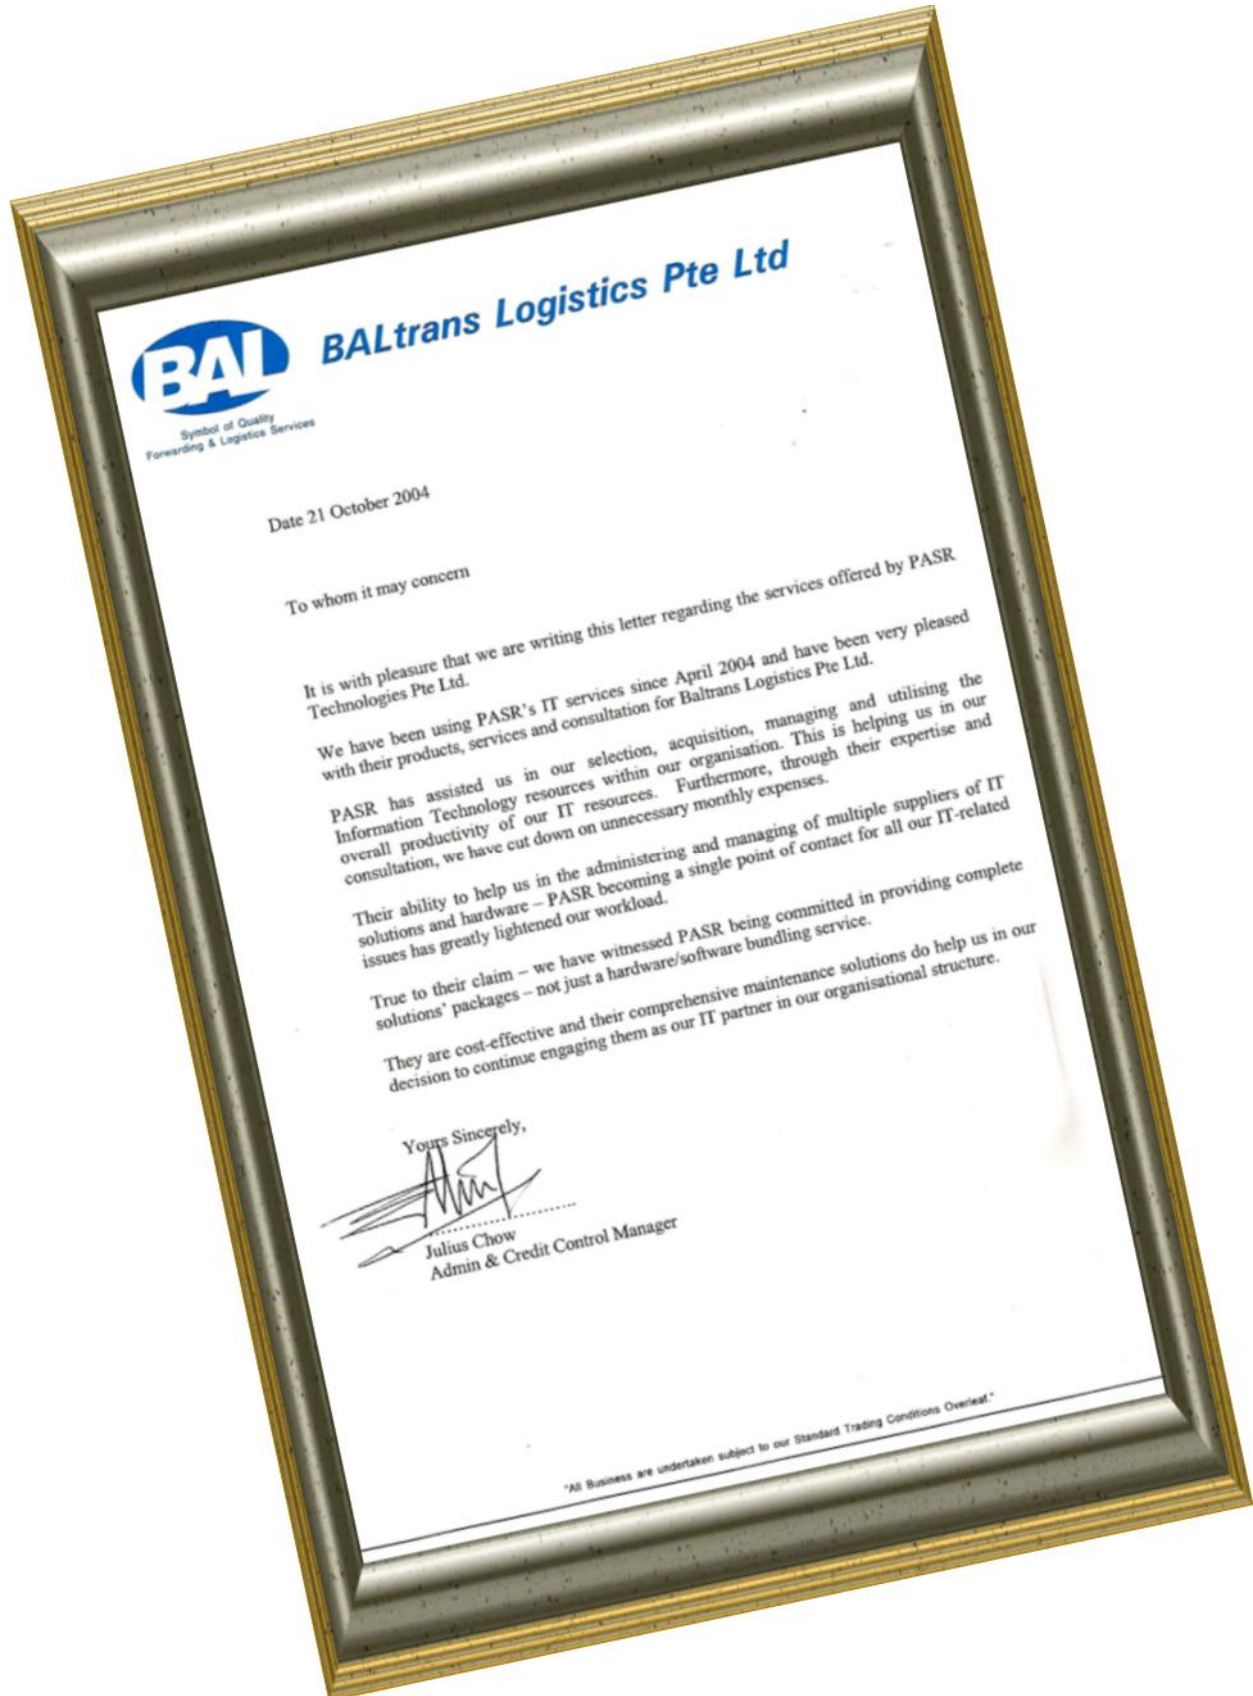 BAL
BALtrans Logistics Pte Ltd
Symbol of Quality
Forwarding & Logistics Services
Date 21 October 2004
To whom it may concern
It is with pleasure that we are writing this letter regarding the services offered by PASR
Technologies Pte Ltd.
We have been using PASR's IT services since April 2004 and have been very pleased
with their products, services and consultation for Baltrans Logistics Pte Ltd.
PASR has assisted us in our selection, acquisition, managing and utilising the
Information Technology resources within our organisation. This is helping us in our
overall productivity of our IT resources. Furthermore, through their expertise and
consultation, we have cut down on unnecessary monthly expenses.
Their ability to help us in the administering and managing of multiple suppliers of IT
solutions and hardware – PASR becoming a single point of contact for all our IT-related
issues has greatly lightened our workload.
True to their claim – we have witnessed PASR being committed in providing complete
solutions' packages – not just a hardware/software bundling service.
They are cost-effective and their comprehensive maintenance solutions do help us in our
decision to continue engaging them as our IT partner in our organisational structure.
Yours Sincerely,
Julius Chow
Admin & Credit Control Manager
"All Business are undertaken subject to our Standard Trading Conditions Overleaf."